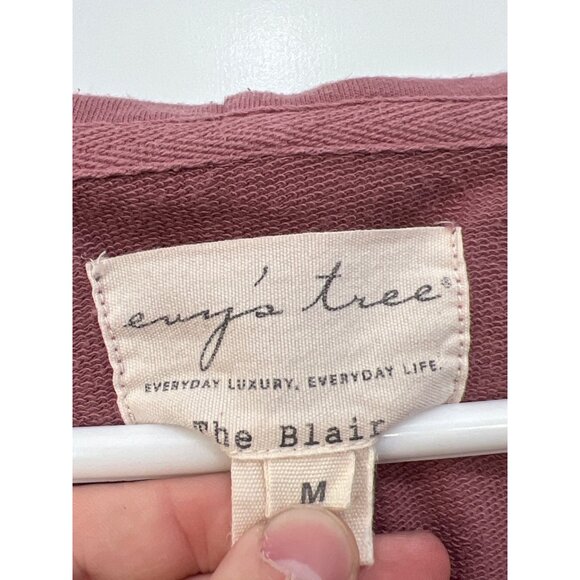 evy's tree®
EVERYDAY LUXURY, EVERYDAY LIFE.
The Blair
M